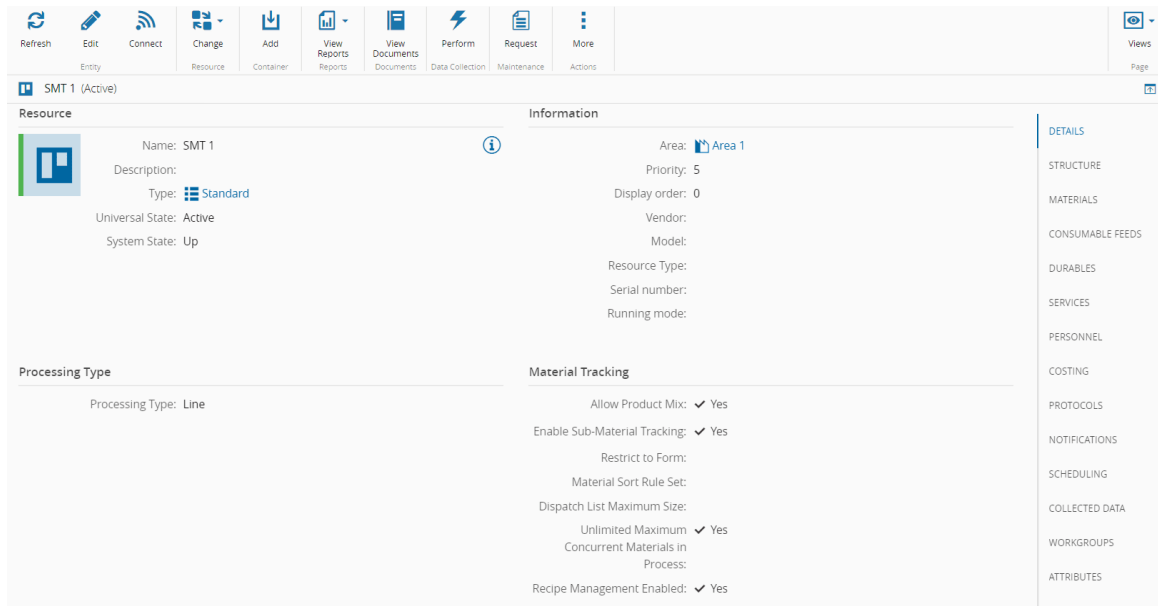 Refresh
Edit
Connect
Change
Add
View Reports
View Documents
Perform
Request
More
Views
Entity
Resource
Container
Reports
Documents
Data Collection
Maintenance
Actions
Page
SMT 1 (Active)
Resource
Name: SMT 1
Description:
Type: Standard
Universal State: Active
System State: Up
Information
Area: Area 1
Priority: 5
Display order: 0
Vendor:
Model:
Resource Type:
Serial number:
Running mode:
Processing Type
Processing Type: Line
Material Tracking
Allow Product Mix: Yes
Enable Sub-Material Tracking: Yes
Restrict to Form:
Material Sort Rule Set:
Dispatch List Maximum Size:
Unlimited Maximum Yes
Concurrent Materials in
Process:
Recipe Management Enabled: Yes
DETAILS
STRUCTURE
MATERIALS
CONSUMABLE FEEDS
DURABLES
SERVICES
PERSONNEL
COSTING
PROTOCOLS
NOTIFICATIONS
SCHEDULING
COLLECTED DATA
WORKGROUPS
ATTRIBUTES